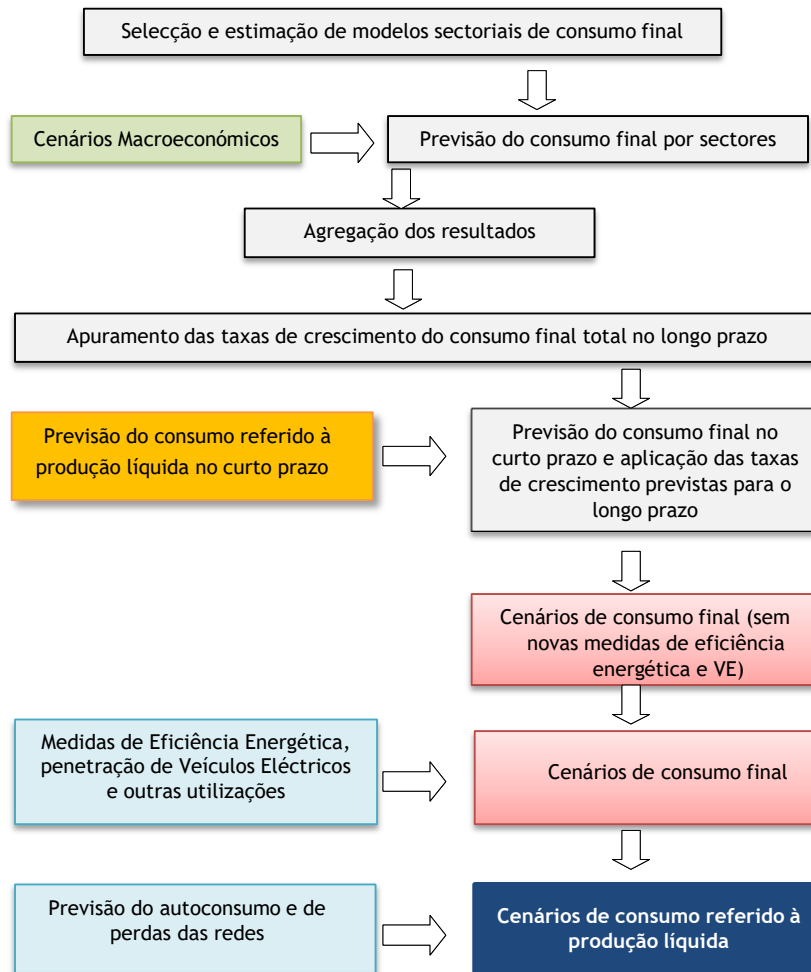 Selecção e estimação de modelos sectoriais de consumo final
Cenários Macroeconómicos
Previsão do consumo final por sectores
Agregação dos resultados
Apuramento das taxas de crescimento do consumo final total no longo prazo
Previsão do consumo referido à
produção líquida no curto prazo
Previsão do consumo final no
curto prazo e aplicação das taxas
de crescimento previstas para o
longo prazo
Cenários de consumo final (sem
novas medidas de eficiência
energética e VE)
Medidas de Eficiência Energética,
penetração de Veículos Eléctricos
e outras utilizações
Cenários de consumo final
Previsão do autoconsumo e de
perdas das redes
Cenários de consumo referido à
produção líquida